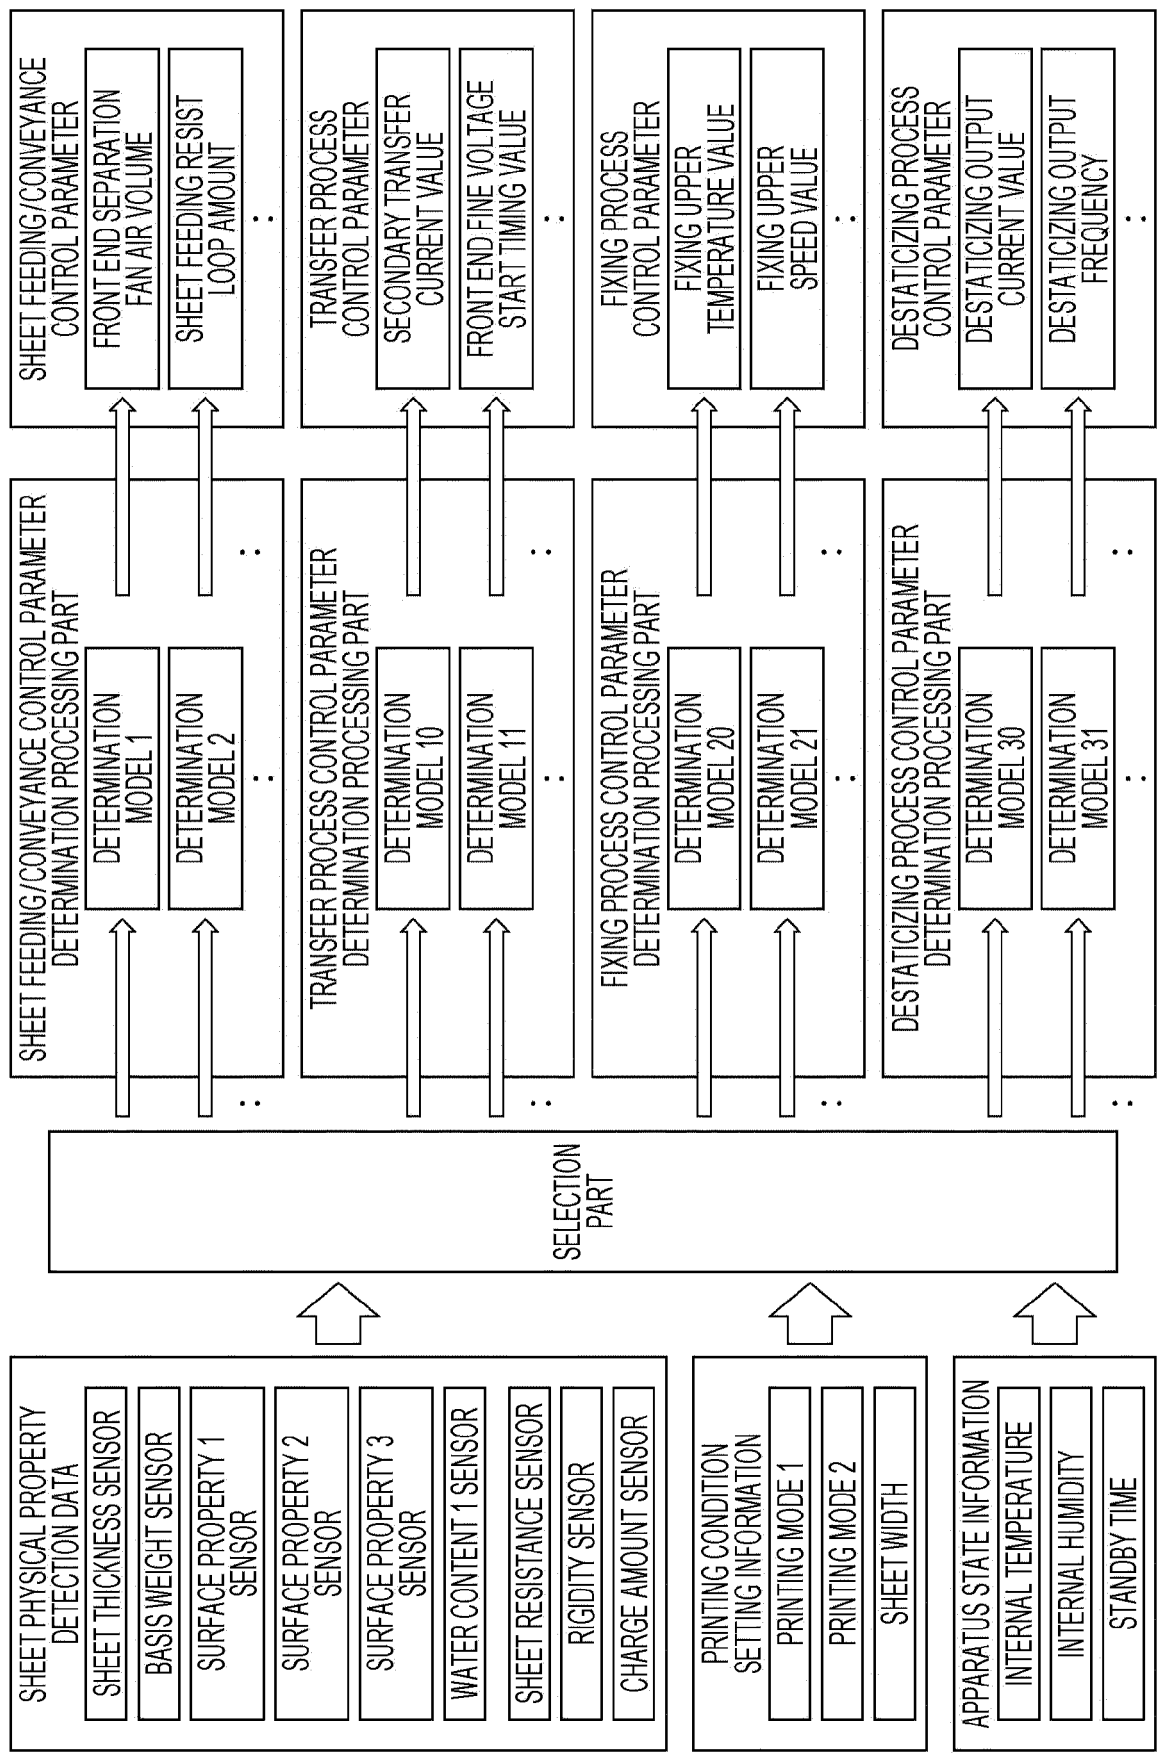 SHEET PHYSICAL PROPERTY
DETECTION DATA
SHEET THICKNESS SENSOR
BASIS WEIGHT SENSOR
SURFACE PROPERTY 1
SENSOR
SURFACE PROPERTY 2
SENSOR
SURFACE PROPERTY 3
SENSOR
WATER CONTENT 1 SENSOR
SHEET RESISTANCE SENSOR
RIGIDITY SENSOR
CHARGE AMOUNT SENSOR
PRINTING CONDITION
SETTING INFORMATION
PRINTING MODE 1
PRINTING MODE 2
SHEET WIDTH
APPARATUS STATE INFORMATION
INTERNAL TEMPERATURE
INTERNAL HUMIDITY
STANDBY TIME
SELECTION
PART
SHEET FEEDING/CONVEYANCE CONTROL PARAMETER
DETERMINATION PROCESSING PART
DETERMINATION
MODEL 1
DETERMINATION
MODEL 2
TRANSFER PROCESS CONTROL PARAMETER
DETERMINATION PROCESSING PART
DETERMINATION
MODEL 10
DETERMINATION
MODEL 11
FIXING PROCESS CONTROL PARAMETER
DETERMINATION PROCESSING PART
DETERMINATION
MODEL 20
DETERMINATION
MODEL 21
DESTATICIZING PROCESS CONTROL PARAMETER
DETERMINATION PROCESSING PART
DETERMINATION
MODEL 30
DETERMINATION
MODEL 31
SHEET FEEDING/CONVEYANCE
CONTROL PARAMETER
FRONT END SEPARATION
FAN AIR VOLUME
SHEET FEEDING RESIST
LOOP AMOUNT
TRANSFER PROCESS
CONTROL PARAMETER
SECONDARY TRANSFER
CURRENT VALUE
FRONT END FINE VOLTAGE
START TIMING VALUE
FIXING PROCESS
CONTROL PARAMETER
FIXING UPPER
TEMPERATURE VALUE
FIXING UPPER
SPEED VALUE
DESTATICIZING PROCESS
CONTROL PARAMETER
DESTATICIZING OUTPUT
CURRENT VALUE
DESTATICIZING OUTPUT
FREQUENCY